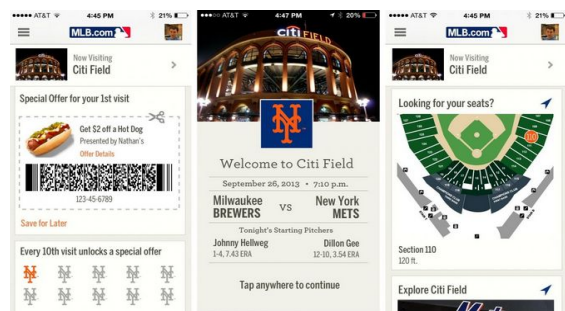 AT&T 4:45 PM 21%
MLB.com
Now Visiting
Citi Field
Special Offer for your 1st visit
Get $2 off a Hot Dog
Presented by Nathan's
Offer Details
123-45-6789
Save for Later
Every 10th visit unlocks a special offer
AT&T 4:47 PM 20%
citi FIELD
NY
Welcome to Citi Field
September 26, 2013 • 7:10 p.m.
Milwaukee
BREWERS
VS
New York
METS
Tonight's Starting Pitchers
Johnny Hellweg
1-4, 7.43 ERA
Dillon Gee
12-10, 3.54 ERA
Tap anywhere to continue
AT&T 4:45 PM 21%
MLB.com
Now Visiting
Citi Field
Looking for your seats?
110
Section 110
120 ft.
Explore Citi Field